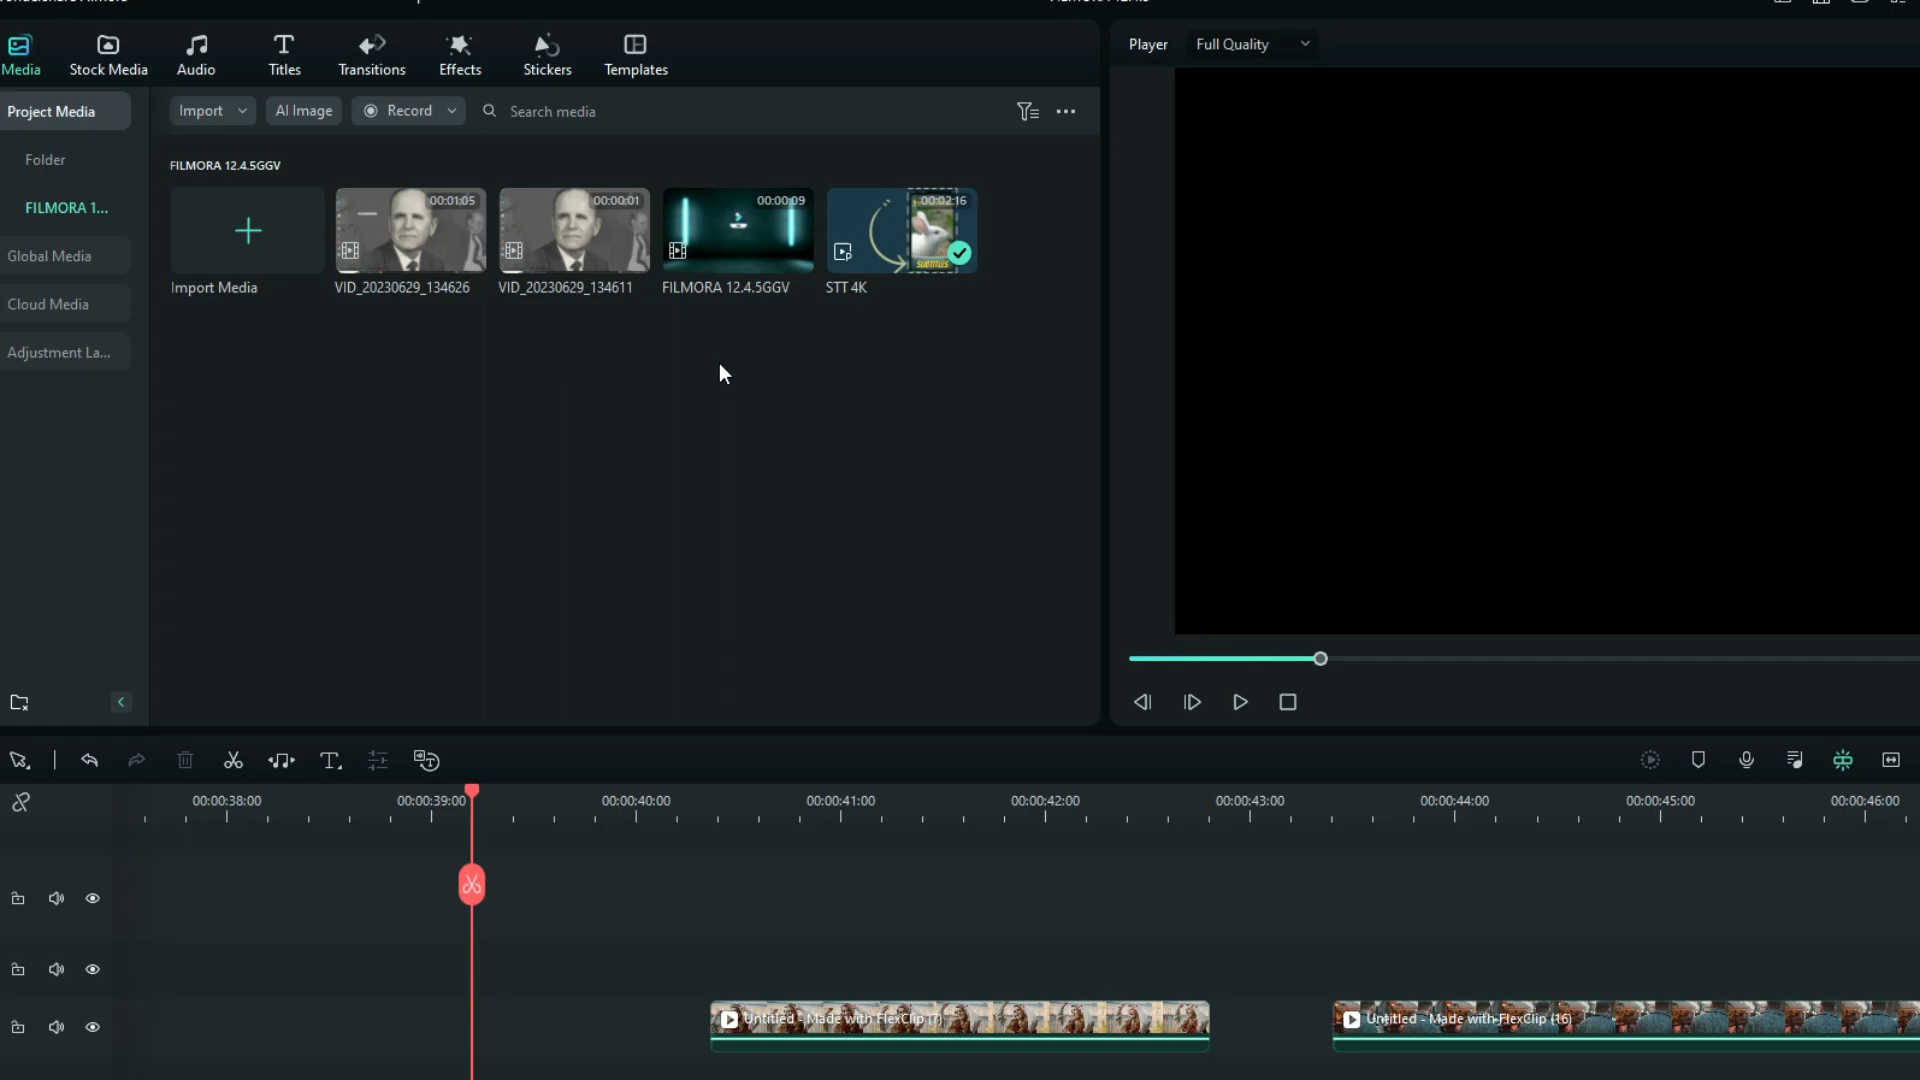 Player Full Quality
Media Stock Media Audio Titles Transitions Effects Stickers Templates
Project Media
Import AI Image Record Search media
Folder
FILMORA 1...
Global Media
Cloud Media
Adjustment La...
FILMORA 12.4.5GGV
00:01:05 00:00:01 00:00:09 00:02:16
SUBTITLES
Import Media VID_20230629_134626 VID_20230629_134611 FILMORA 12.4.5GGV STT 4K
00:00:38:00 00:00:39:00 00:00:40:00 00:00:41:00 00:00:42:00 00:00:43:00 00:00:44:00 00:00:45:00 00:00:46:00
Untitled - Made with FlexClip (7) Untitled - Made with FlexClip (16)